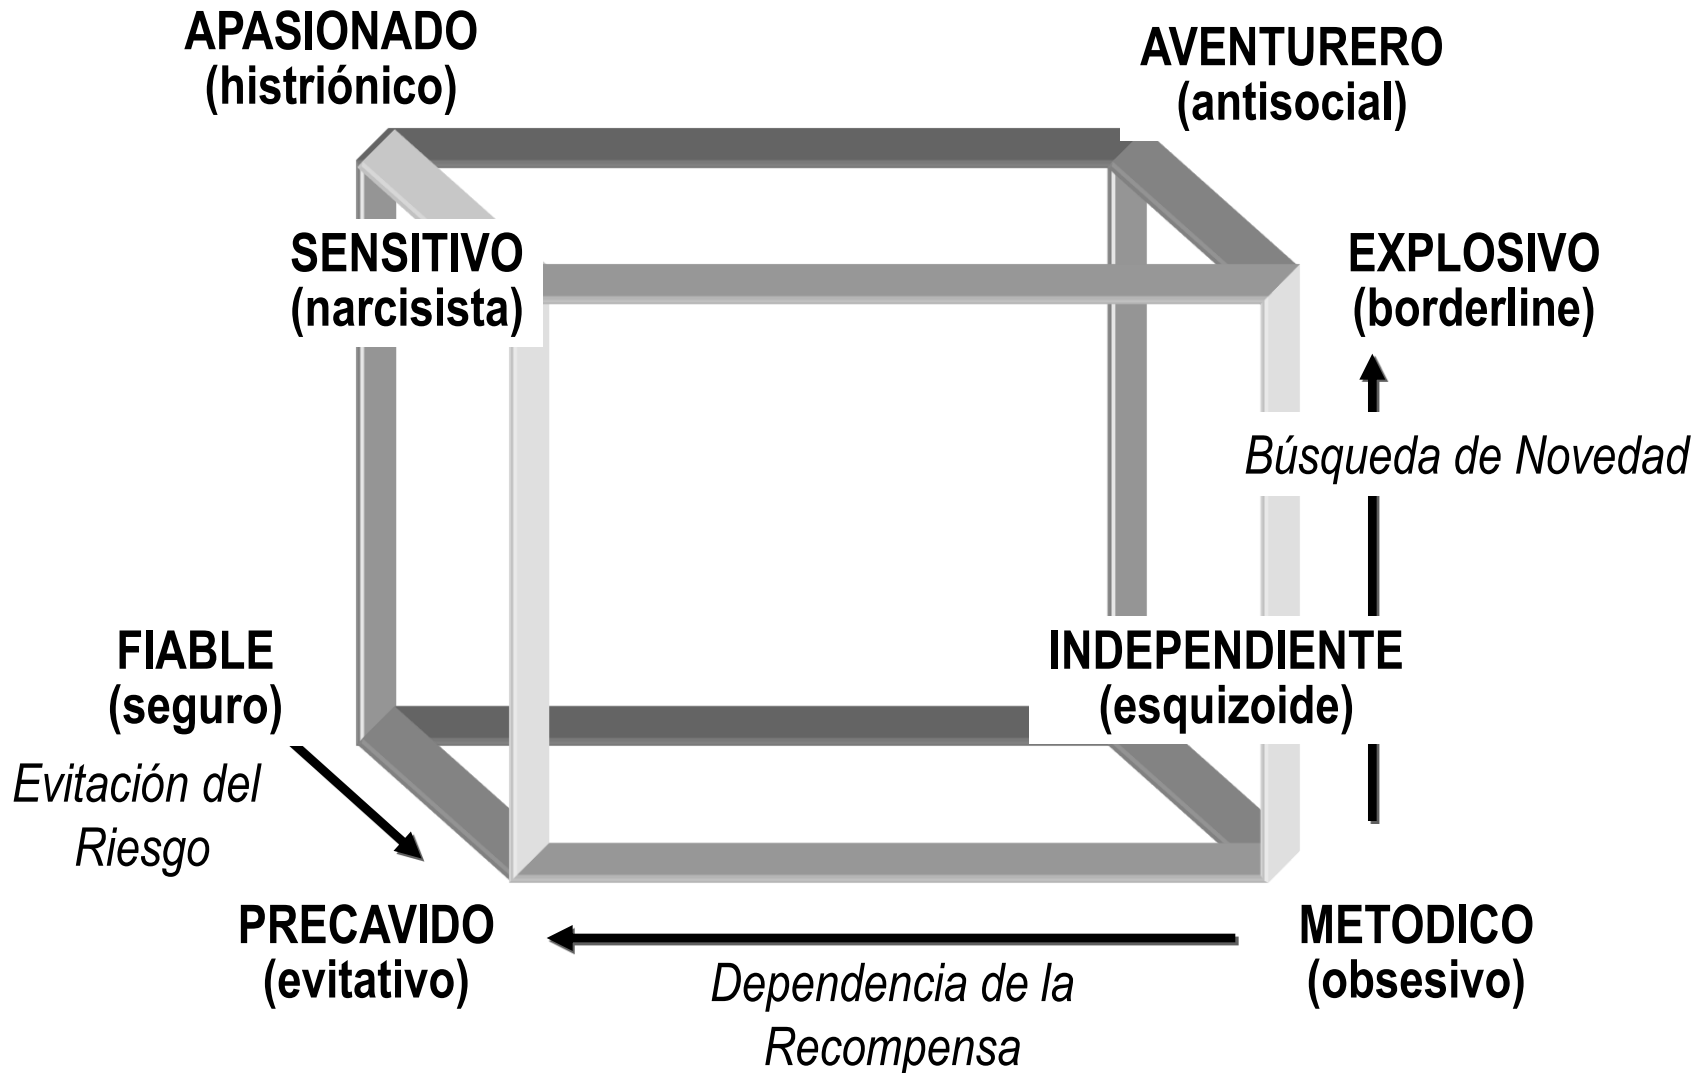 APASIONADO
(histriónico)
AVENTURERO
(antisocial)
SENSITIVO
(narcisista)
EXPLOSIVO
(borderline)
Búsqueda de Novedad
FIABLE
(seguro)
INDEPENDIENTE
(esquizoide)
Evitación del
Riesgo
PRECAVIDO
(evitativo)
METODICO
(obsesivo)
Dependencia de la
Recompensa